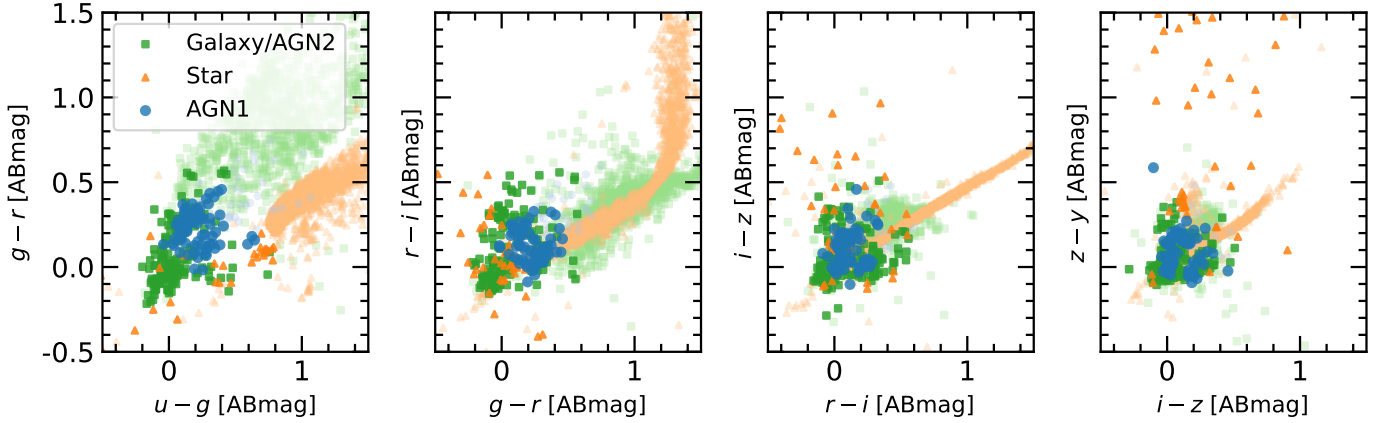 1.5
1.0
0.5
0.0
-0.5
g − r [ABmag]
Galaxy/AGN2
Star
AGN1
0 1
u − g [ABmag]
r − i [ABmag]
0 1
g − r [ABmag]
i − z [ABmag]
0 1
r − i [ABmag]
z − y [ABmag]
0 1
i − z [ABmag]